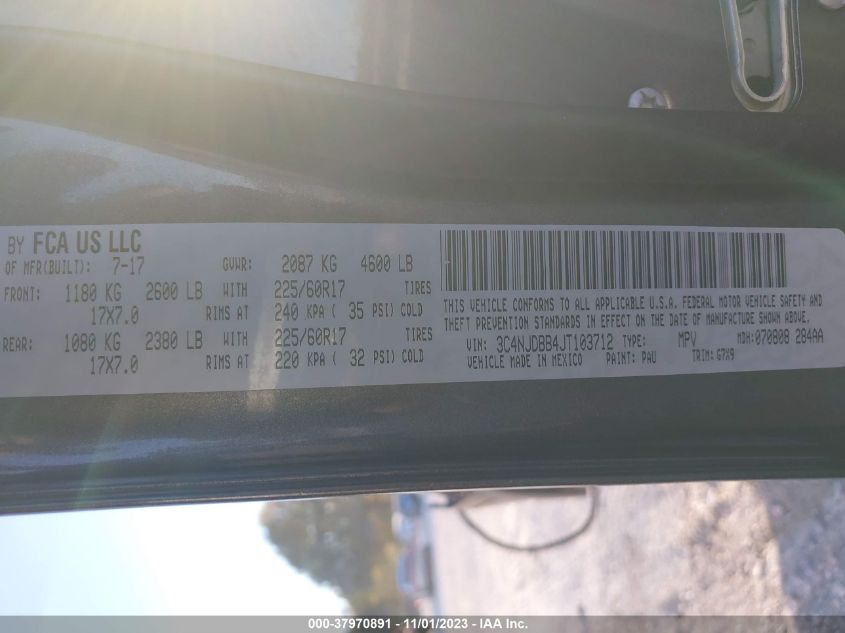 BY FCA US LLC
OF MFR(BUILT): 7-17 GVWR: 2087 KG 4600 LB
FRONT: 1180 KG 2600 LB WITH 225/60R17 TIRES
17X7.0 RIMS AT 240 KPA ( 35 PSI) COLD
REAR: 1080 KG 2380 LB WITH 225/60R17 TIRES
17X7.0 RIMS AT 220 KPA ( 32 PSI) COLD
THIS VEHICLE CONFORMS TO ALL APPLICABLE U.S.A. FEDERAL MOTOR VEHICLE SAFETY AND
THEFT PREVENTION STANDARDS IN EFFECT ON THE DATE OF MANUFACTURE SHOWN ABOVE.
VIN: 3C4NJDBB4JT103712 TYPE: MPV MDH:070808 284AA
VEHICLE MADE IN MEXICO PAINT: PAU TRIM: G7X9
000-37970891 - 11/01/2023 - IAA Inc.